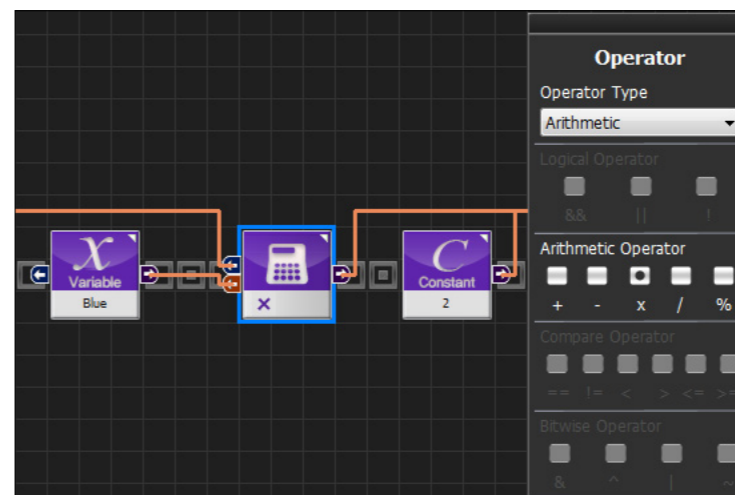 Operator
Operator Type
Arithmetic
Logical Operator
&& || !
Arithmetic Operator
+ - x / %
Compare Operator
== != < > <= >=
Bitwise Operator
& ^ | ~
X
Variable
Blue
×
C
Constant
2